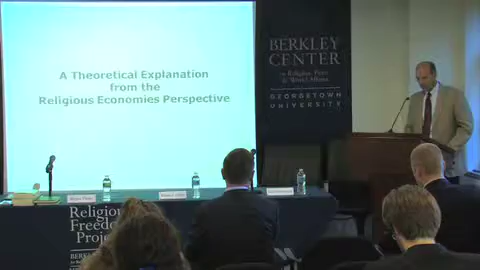 A Theoretical Explanation
from the
Religious Economies Perspective
BERKLEY
CENTER
for Religion, Peace
& World Affairs
GEORGETOWN
UNIVERSITY
Religious
Freedom
Project